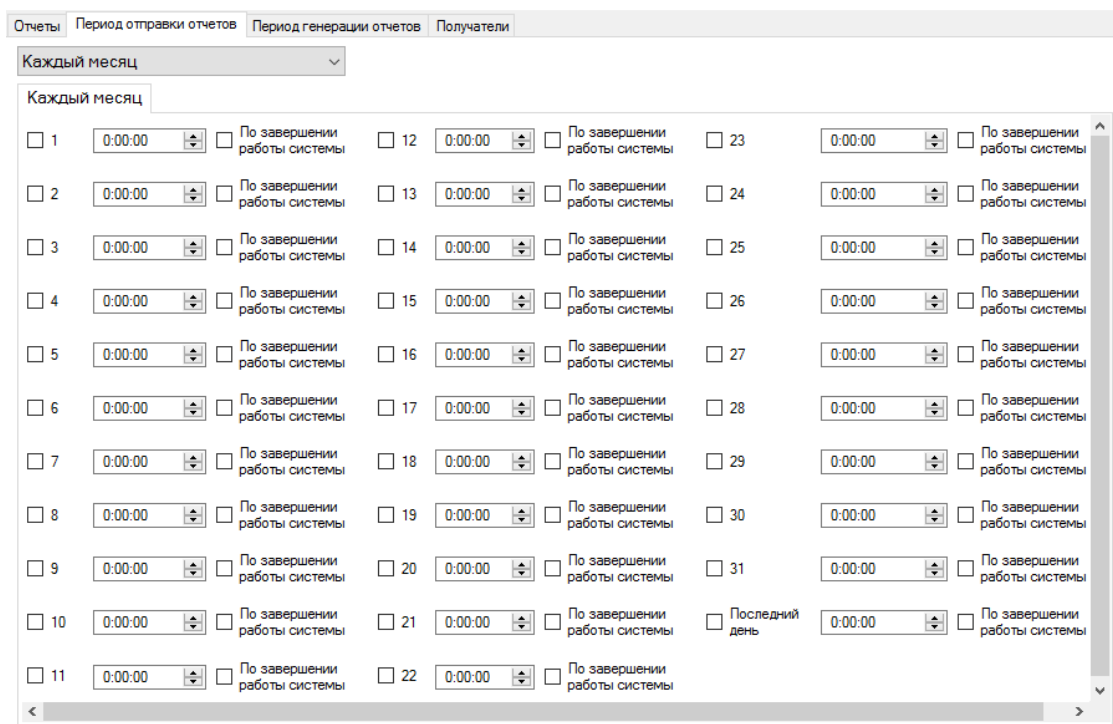 Отчеты Период отправки отчетов Период генерации отчетов Получатели
Каждый месяц
Каждый месяц
1 0:00:00 По завершении работы системы 12 0:00:00 По завершении работы системы 23 0:00:00 По завершении работы системы
2 0:00:00 По завершении работы системы 13 0:00:00 По завершении работы системы 24 0:00:00 По завершении работы системы
3 0:00:00 По завершении работы системы 14 0:00:00 По завершении работы системы 25 0:00:00 По завершении работы системы
4 0:00:00 По завершении работы системы 15 0:00:00 По завершении работы системы 26 0:00:00 По завершении работы системы
5 0:00:00 По завершении работы системы 16 0:00:00 По завершении работы системы 27 0:00:00 По завершении работы системы
6 0:00:00 По завершении работы системы 17 0:00:00 По завершении работы системы 28 0:00:00 По завершении работы системы
7 0:00:00 По завершении работы системы 18 0:00:00 По завершении работы системы 29 0:00:00 По завершении работы системы
8 0:00:00 По завершении работы системы 19 0:00:00 По завершении работы системы 30 0:00:00 По завершении работы системы
9 0:00:00 По завершении работы системы 20 0:00:00 По завершении работы системы 31 0:00:00 По завершении работы системы
10 0:00:00 По завершении работы системы 21 0:00:00 По завершении работы системы Последний день 0:00:00 По завершении работы системы
11 0:00:00 По завершении работы системы 22 0:00:00 По завершении работы системы